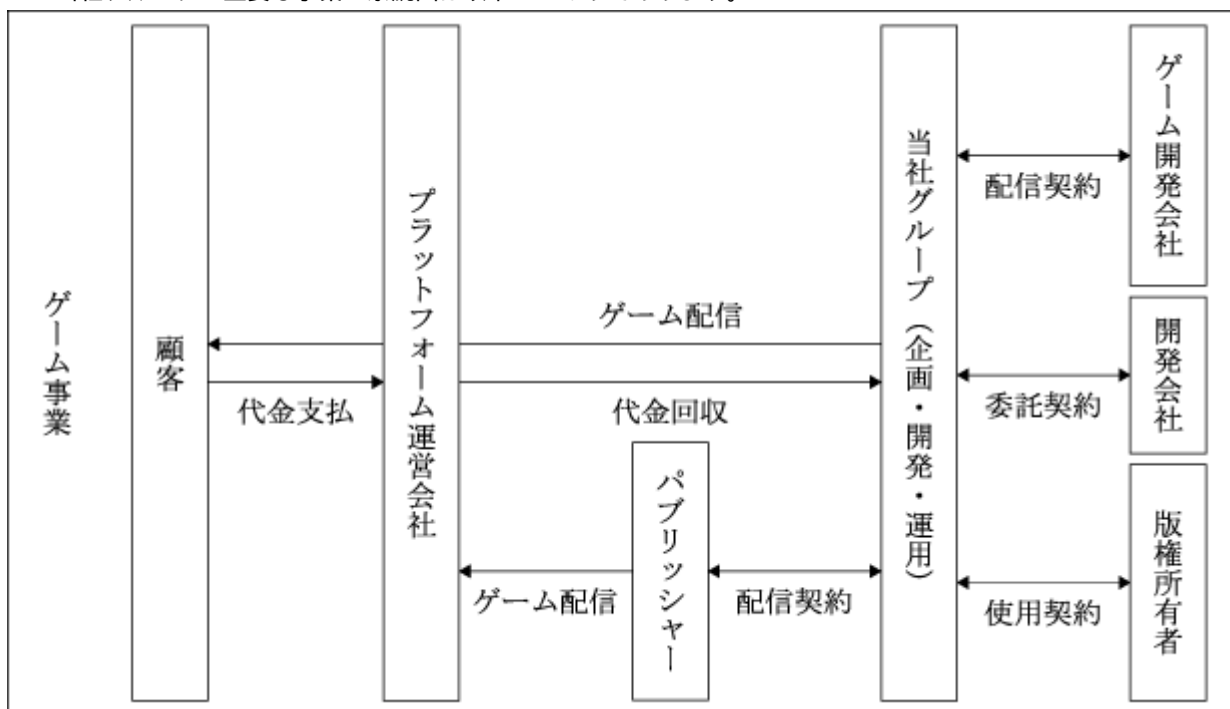 ゲーム事業
顧客
プラットフォーム運営会社
当社グループ（企画・開発・運用）
ゲーム開発会社
配信契約
ゲーム配信
代金支払
代金回収
開発会社
委託契約
パブリッシャー
ゲーム配信
配信契約
版権所有者
使用契約